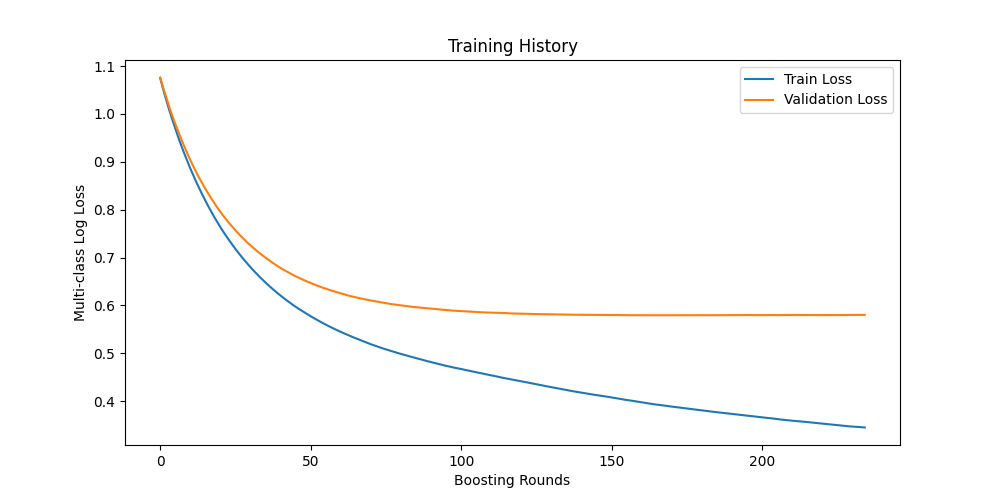 Training History
Train Loss
Validation Loss
Multi-class Log Loss
1.1
1.0
0.9
0.8
0.7
0.6
0.5
0.4
0 50 100 150 200
Boosting Rounds